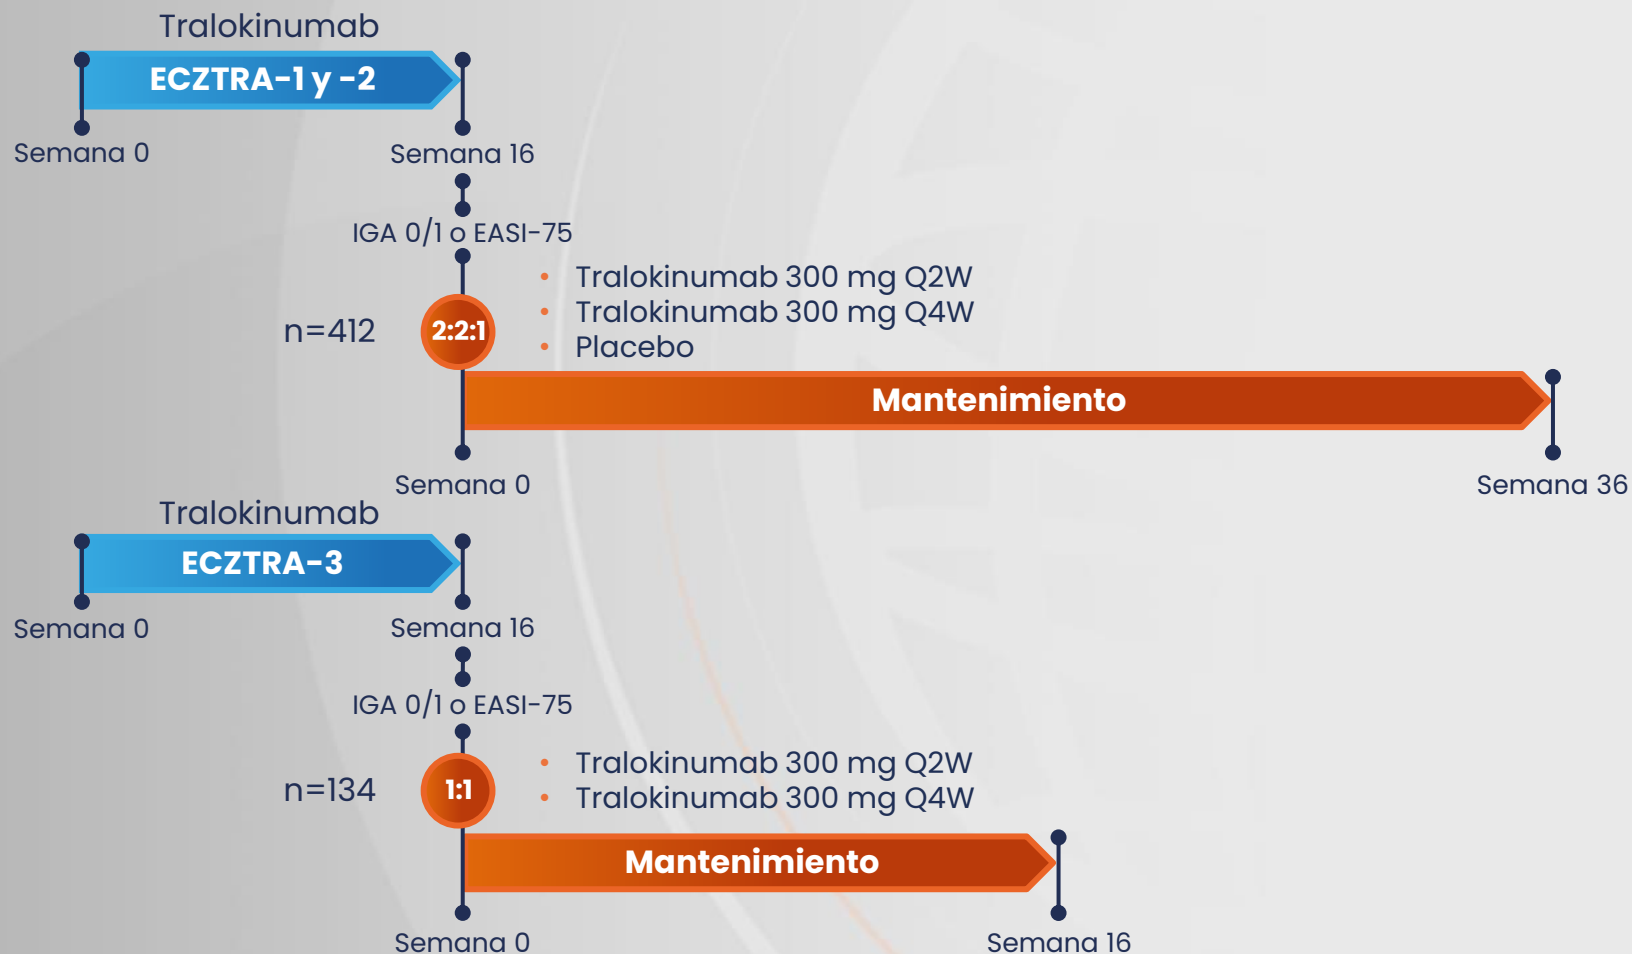 Tralokinumab
ECZTRA-1 y -2
Semana 0
Semana 16
IGA 0/1 o EASI-75
• Tralokinumab 300 mg Q2W
• Tralokinumab 300 mg Q4W
• Placebo
n=412
2:2:1
Mantenimiento
Semana 0
Semana 36
Tralokinumab
ECZTRA-3
Semana 0
Semana 16
IGA 0/1 o EASI-75
• Tralokinumab 300 mg Q2W
• Tralokinumab 300 mg Q4W
n=134
1:1
Mantenimiento
Semana 0
Semana 16